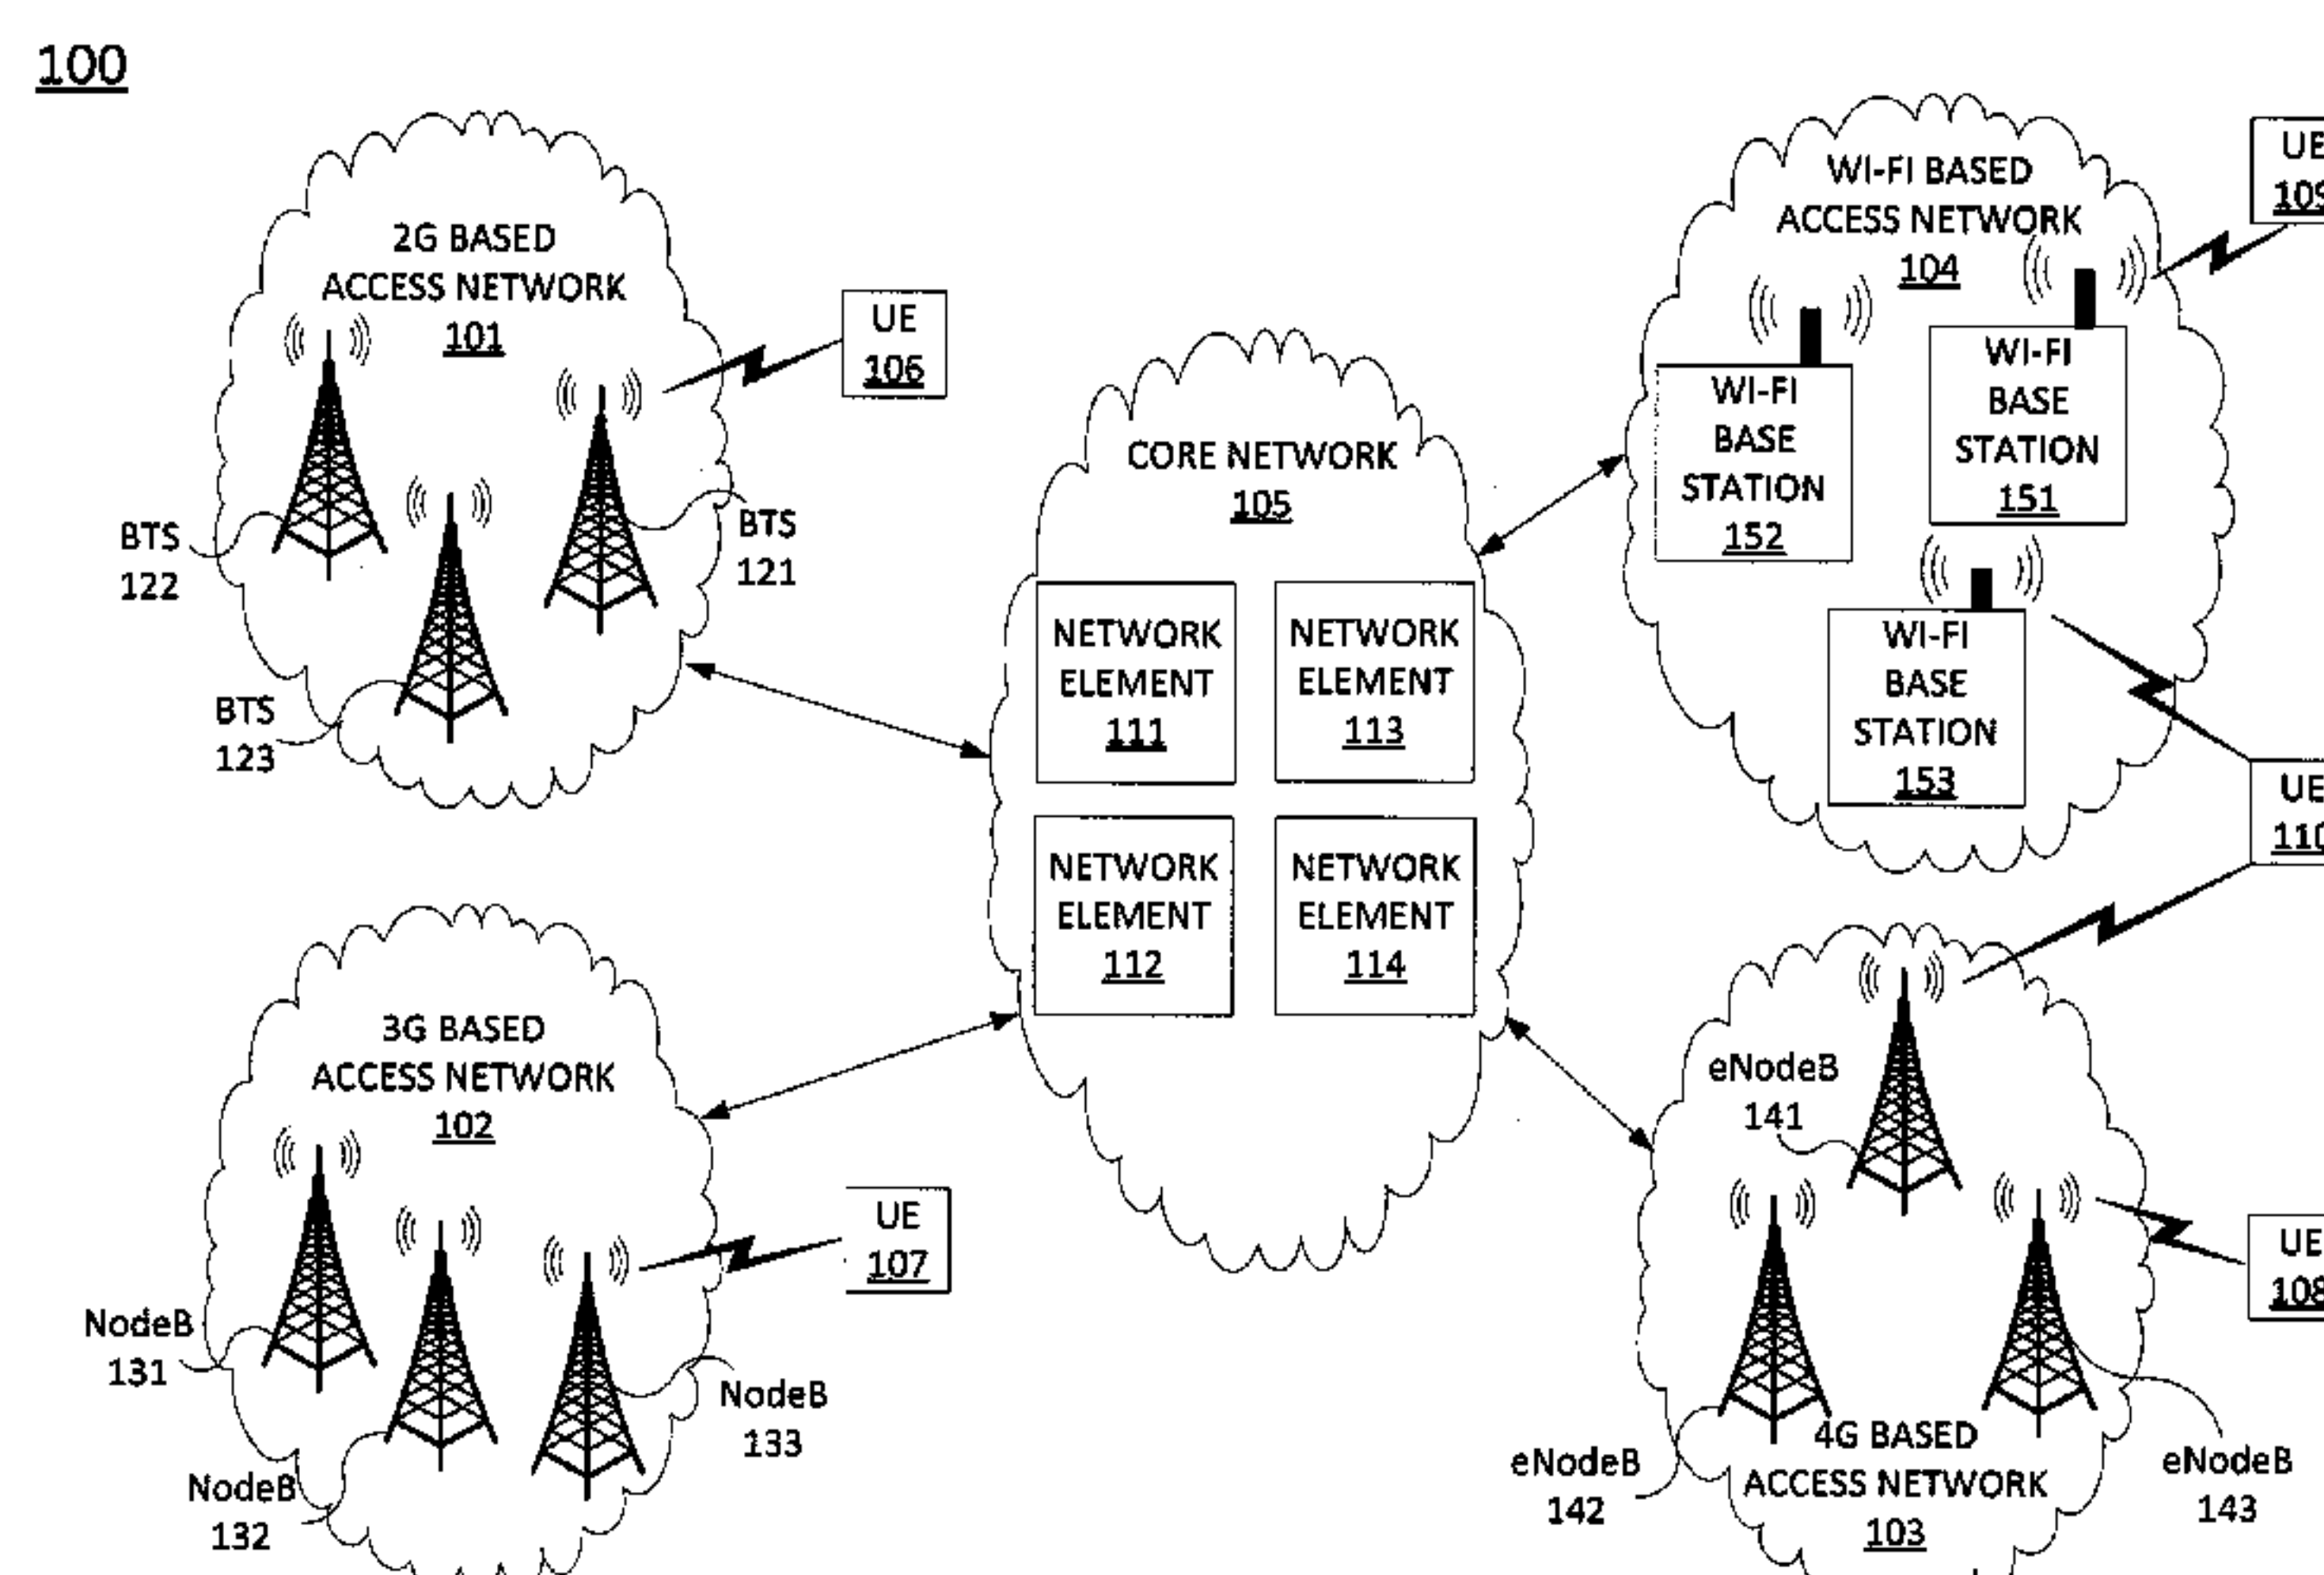 100
2G BASED
ACCESS NETWORK
101
BTS
122
BTS
121
BTS
123
UE
106
3G BASED
ACCESS NETWORK
102
NodeB
131
NodeB
132
NodeB
133
UE
107
CORE NETWORK
105
NETWORK
ELEMENT
111
NETWORK
ELEMENT
113
NETWORK
ELEMENT
112
NETWORK
ELEMENT
114
WI-FI BASED
ACCESS NETWORK
104
WI-FI
BASE
STATION
152
WI-FI
BASE
STATION
151
WI-FI
BASE
STATION
153
UE
109
UE
110
eNodeB
141
eNodeB
142
eNodeB
143
4G BASED
ACCESS NETWORK
103
UE
108